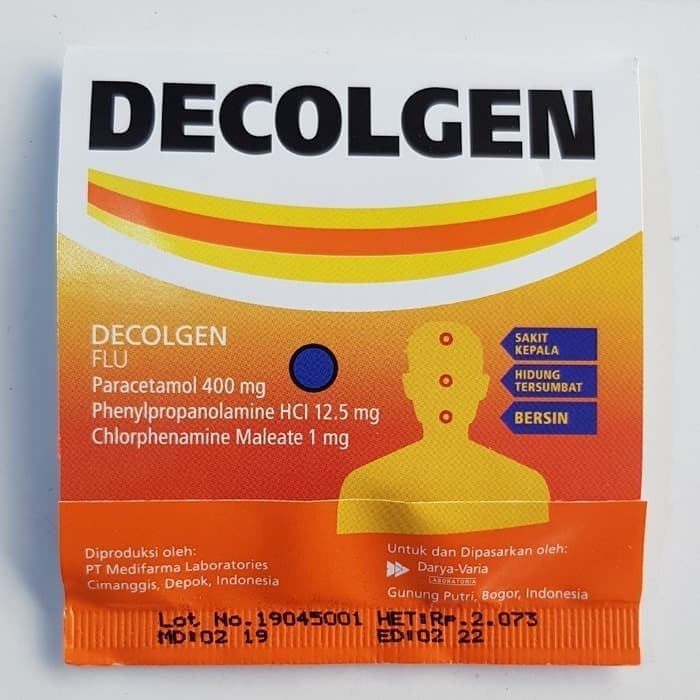 DECOLGEN
DECOLGEN
FLU
Paracetamol 400 mg
Phenylpropanolamine HCl 12.5 mg
Chlorphenamine Maleate 1 mg
SAKIT
KEPALA
HIDUNG
TERSUMBAT
BERSIN
Diproduksi oleh:
PT Medifarma Laboratories
Cimanggis, Depok, Indonesia
Untuk dan Dipasarkan oleh:
Darya-Varia
LABORATORIA
Gunung Putri, Bogor, Indonesia
Lot No.19045001 HET:Rp.2.073
MD:02 19 ED:02 22